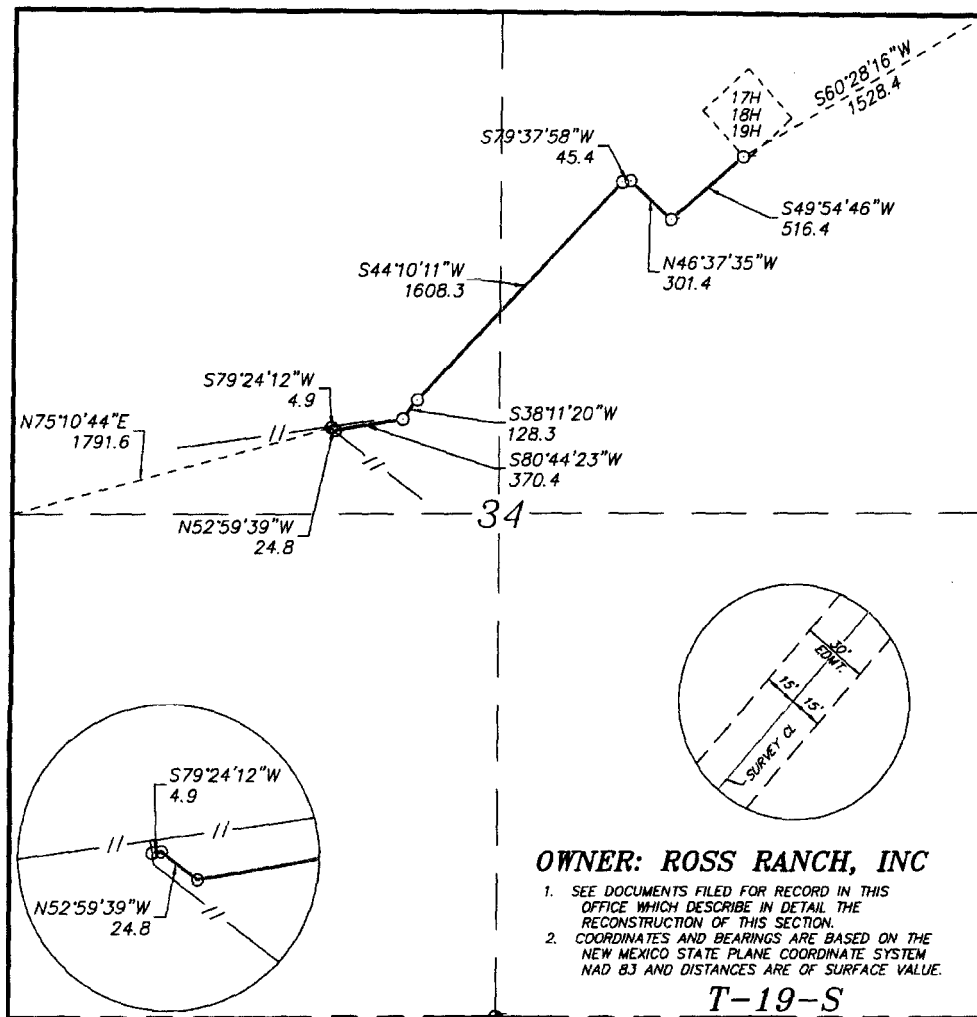 S60°28'16"W
1528.4
17H
18H
19H
S79°37'58"W
45.4
S49°54'46"W
516.4
N46°37'35"W
301.4
S44°10'11"W
1608.3
S79°24'12"W
4.9
N75°10'44"E
1791.6
S38°11'20"W
128.3
S80°44'23"W
370.4
N52°59'39"W
24.8
34
30'
EDWT.
15'
15'
SURVEY CL
S79°24'12"W
4.9
N52°59'39"W
24.8
OWNER: ROSS RANCH, INC
1. SEE DOCUMENTS FILED FOR RECORD IN THIS
OFFICE WHICH DESCRIBE IN DETAIL THE
RECONSTRUCTION OF THIS SECTION.
2. COORDINATES AND BEARINGS ARE BASED ON THE
NEW MEXICO STATE PLANE COORDINATE SYSTEM
NAD 83 AND DISTANCES ARE OF SURFACE VALUE.
T-19-S